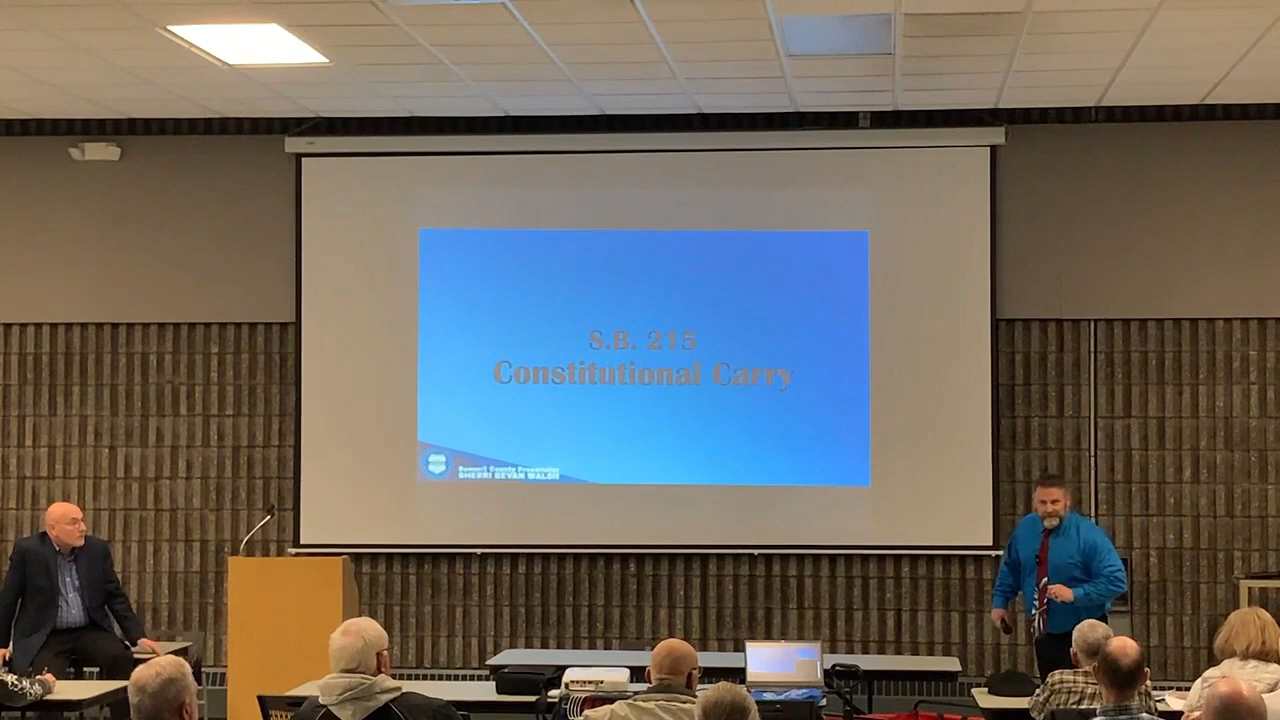 S.B. 215
Constitutional Carry
Summit County Prosecutor
SHERRI BEVAN WALSH